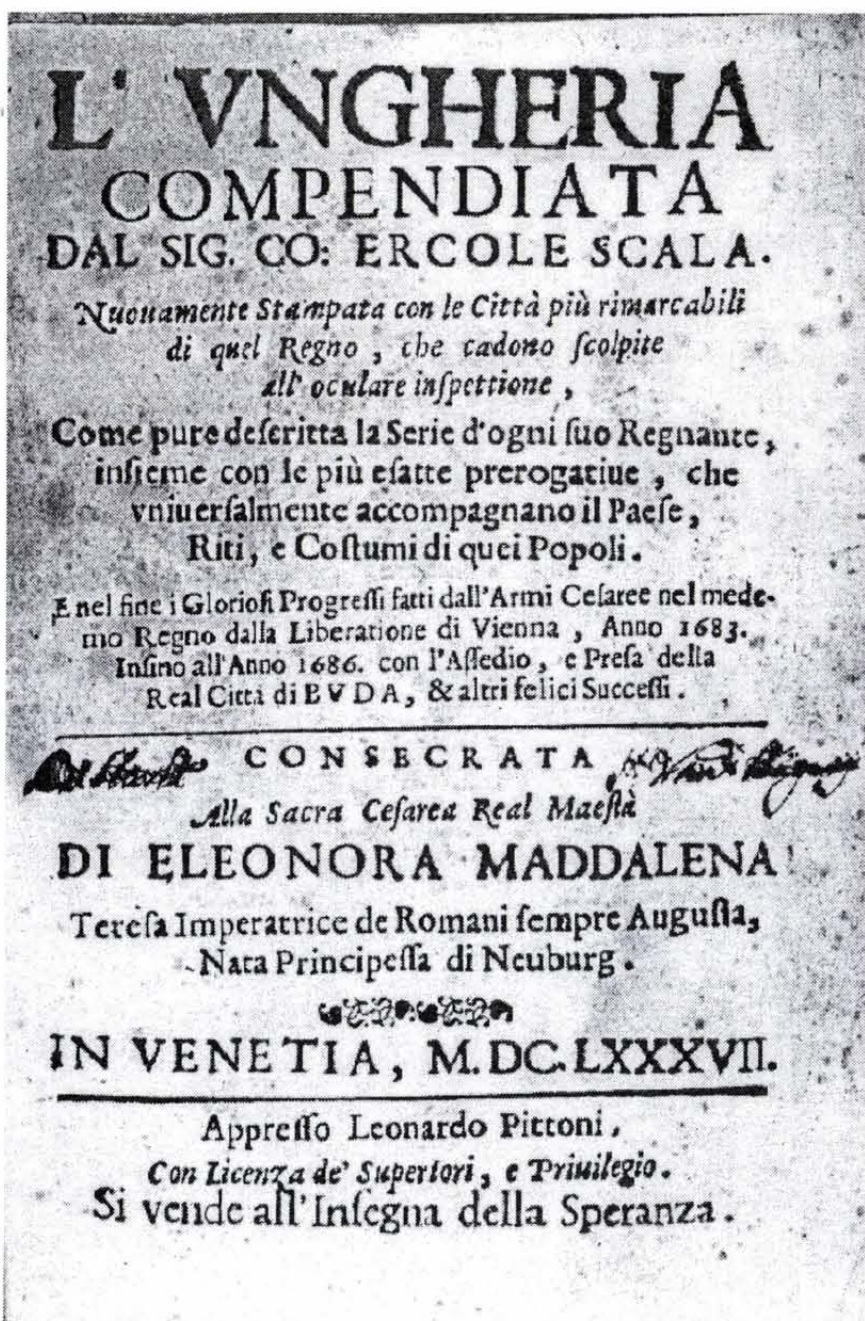 L' VNGHERIA
COMPENDIATA
DAL SIG. CO: ERCOLE SCALA.
Nuouamente Stampata con le Città più rimarcabili
di quel Regno, che cadono ſcolpite
all' oculare inſpettione,
Come pure deſcritta la Serie d'ogni ſuo Regnante,
inſieme con le più eſatte prerogatiue, che
vniuerſalmente accompagnano il Paeſe,
Riti, e Coſtumi di quei Popoli.
E nel fine i Glorioſi Progreſſi fatti dall'Armi Ceſaree nel mede-
mo Regno dalla Liberatione di Vienna, Anno 1683.
Inſino all'Anno 1686. con l'Aſſedio, e Preſa della
Real Città di BVDA, & altri felici Succeſſi.
CONSECRATA
Alla Sacra Ceſarea Real Maeſtà
DI ELEONORA MADDALENA
Tereſa Imperatrice de Romani ſempre Auguſta,
Nata Principeſſa di Neuburg.
IN VENETIA, M.DC.LXXXVII.
Appreſſo Leonardo Pittoni,
Con Licenza de' Superiori, e Priuilegio.
Si vende all'Inſegna della Speranza.